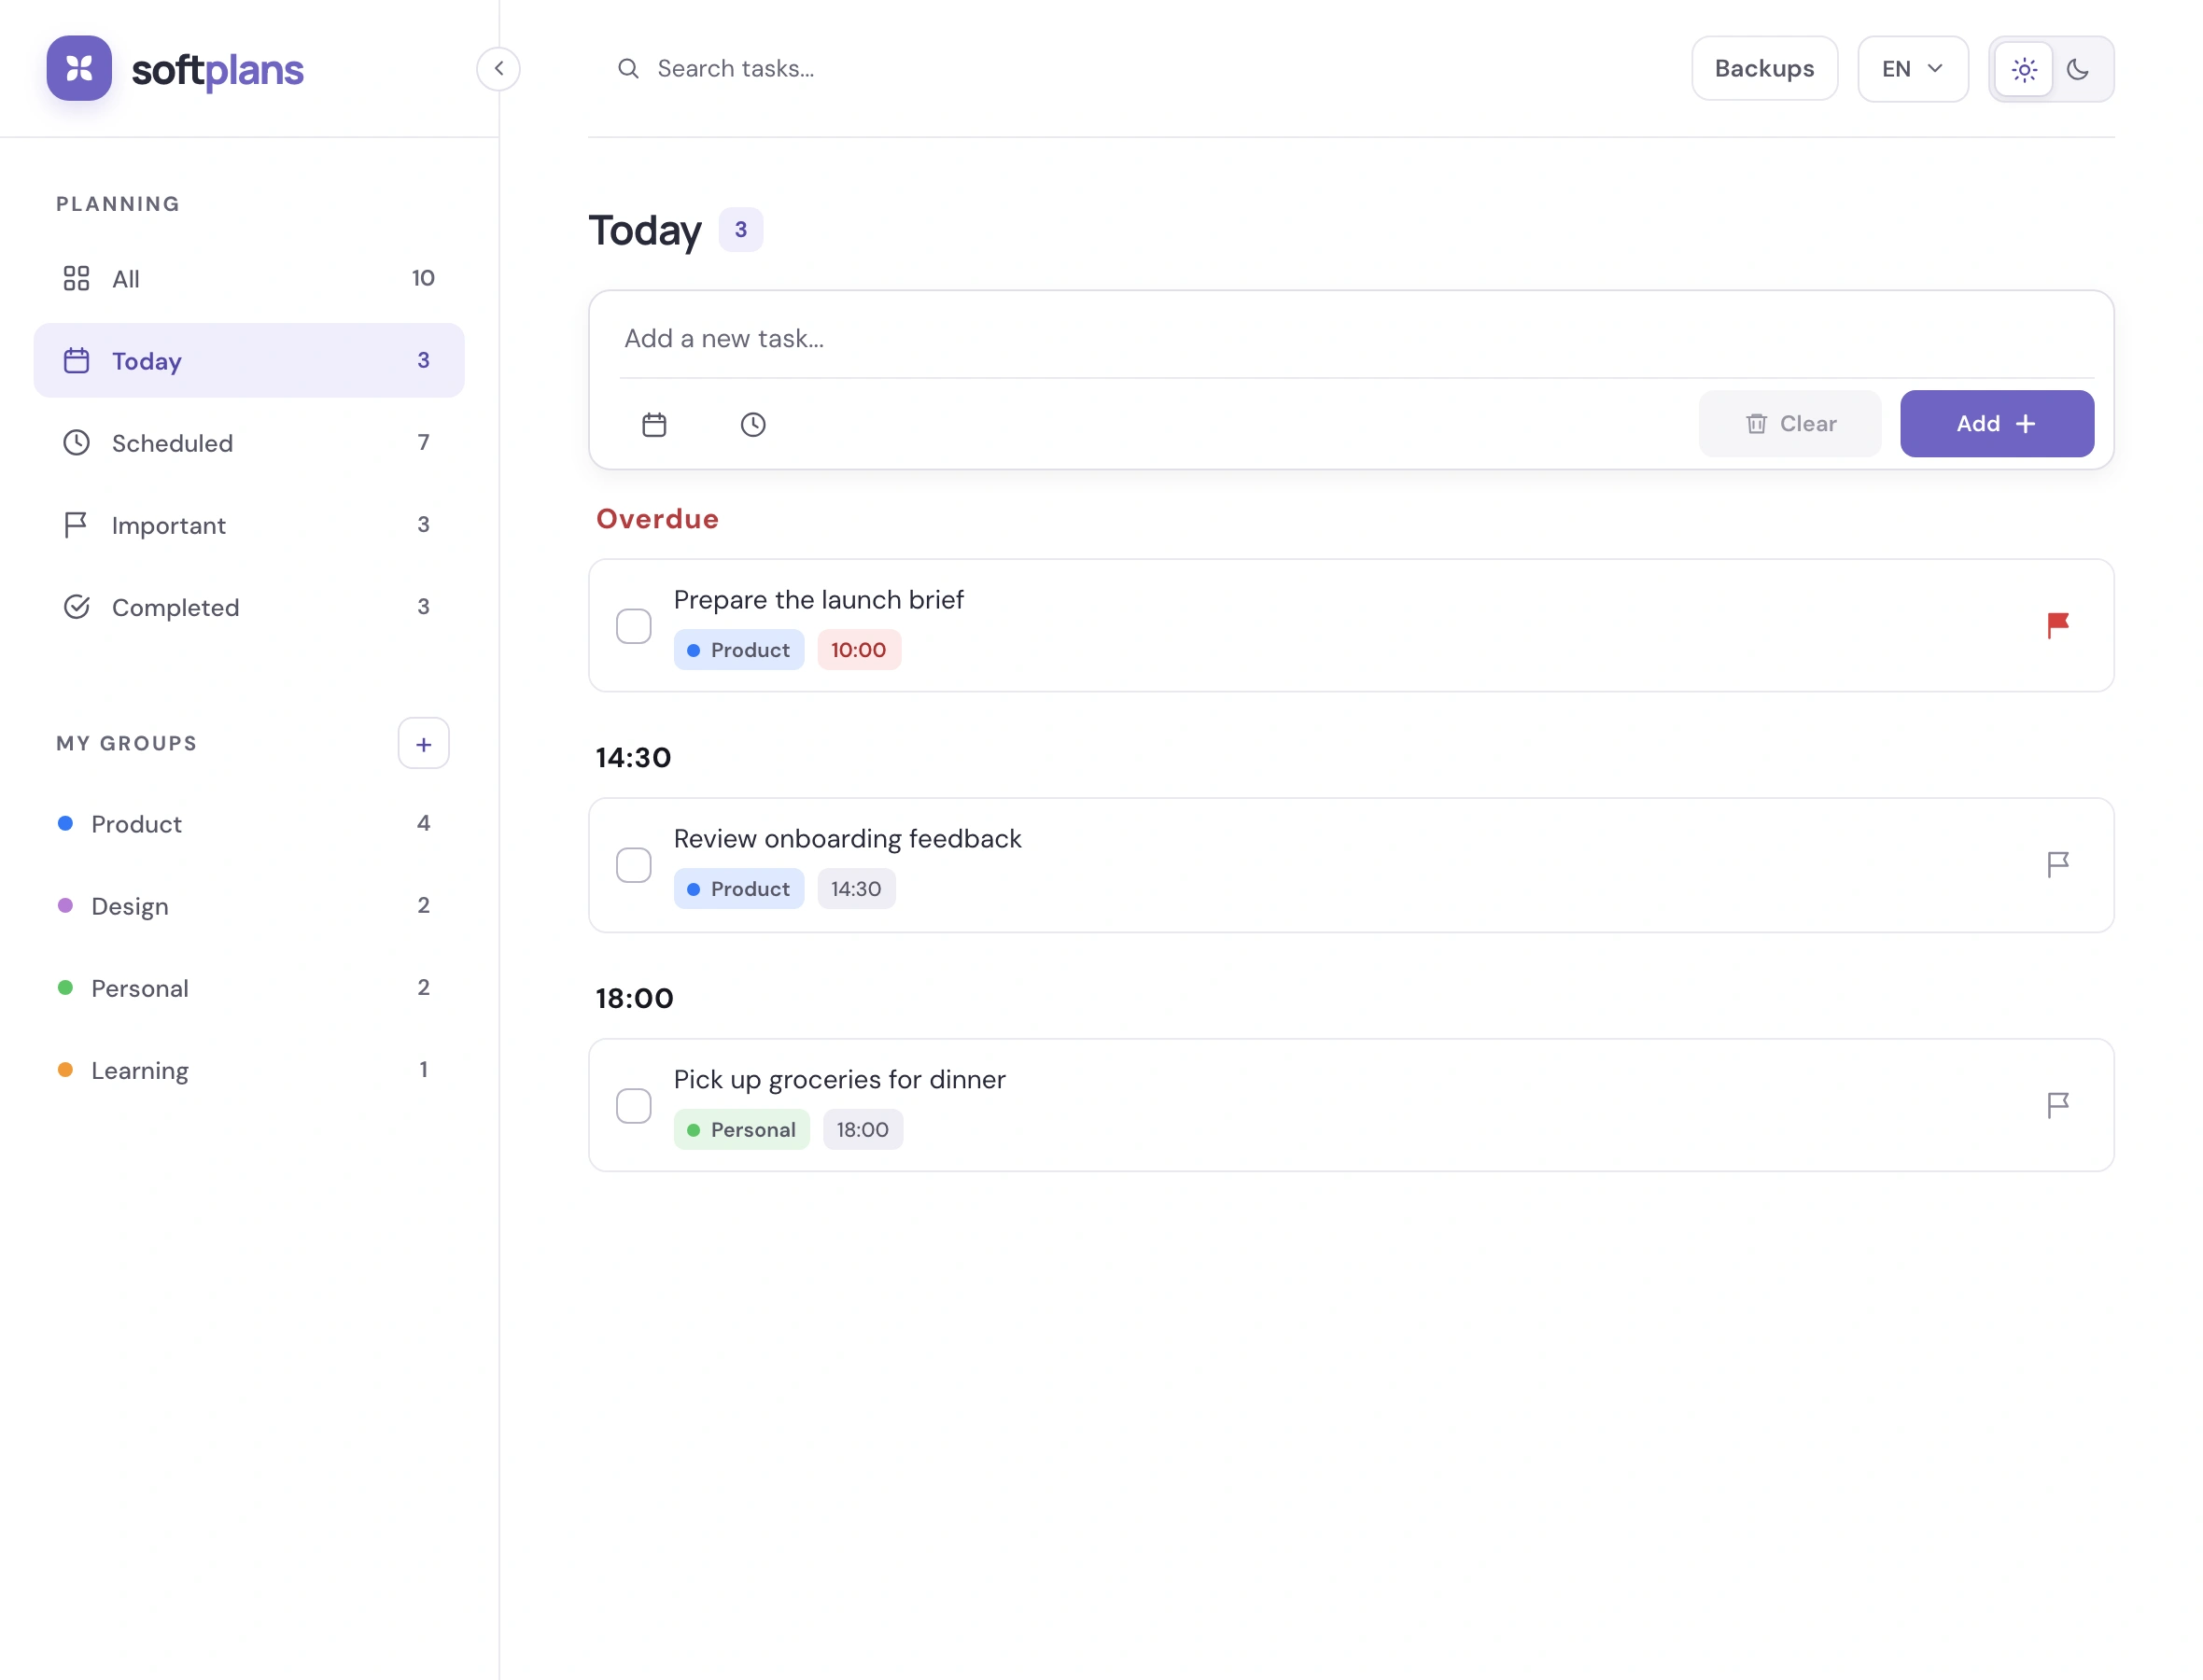 softplans
Search tasks...
Backups
EN
PLANNING
All 10
Today 3
Scheduled 7
Important 3
Completed 3
MY GROUPS
+
Product 4
Design 2
Personal 2
Learning 1
Today 3
Add a new task...
Clear
Add +
Overdue
Prepare the launch brief
Product 10:00
14:30
Review onboarding feedback
Product 14:30
18:00
Pick up groceries for dinner
Personal 18:00